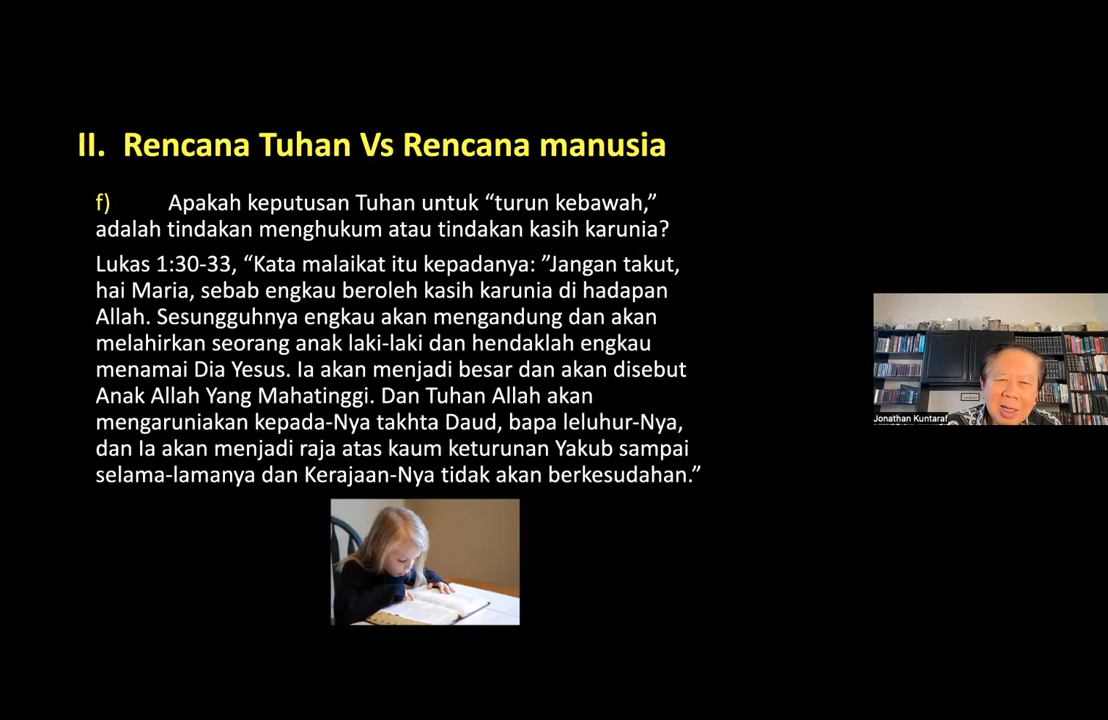 II. Rencana Tuhan Vs Rencana manusia
f) Apakah keputusan Tuhan untuk “turun kebawah,”
adalah tindakan menghukum atau tindakan kasih karunia?
Lukas 1:30-33, “Kata malaikat itu kepadanya: ”Jangan takut,
hai Maria, sebab engkau beroleh kasih karunia di hadapan
Allah. Sesungguhnya engkau akan mengandung dan akan
melahirkan seorang anak laki-laki dan hendaklah engkau
menamai Dia Yesus. Ia akan menjadi besar dan akan disebut
Anak Allah Yang Mahatinggi. Dan Tuhan Allah akan
mengaruniakan kepada-Nya takhta Daud, bapa leluhur-Nya,
dan Ia akan menjadi raja atas kaum keturunan Yakub sampai
selama-lamanya dan Kerajaan-Nya tidak akan berkesudahan.”
Jonathan Kuntaraf